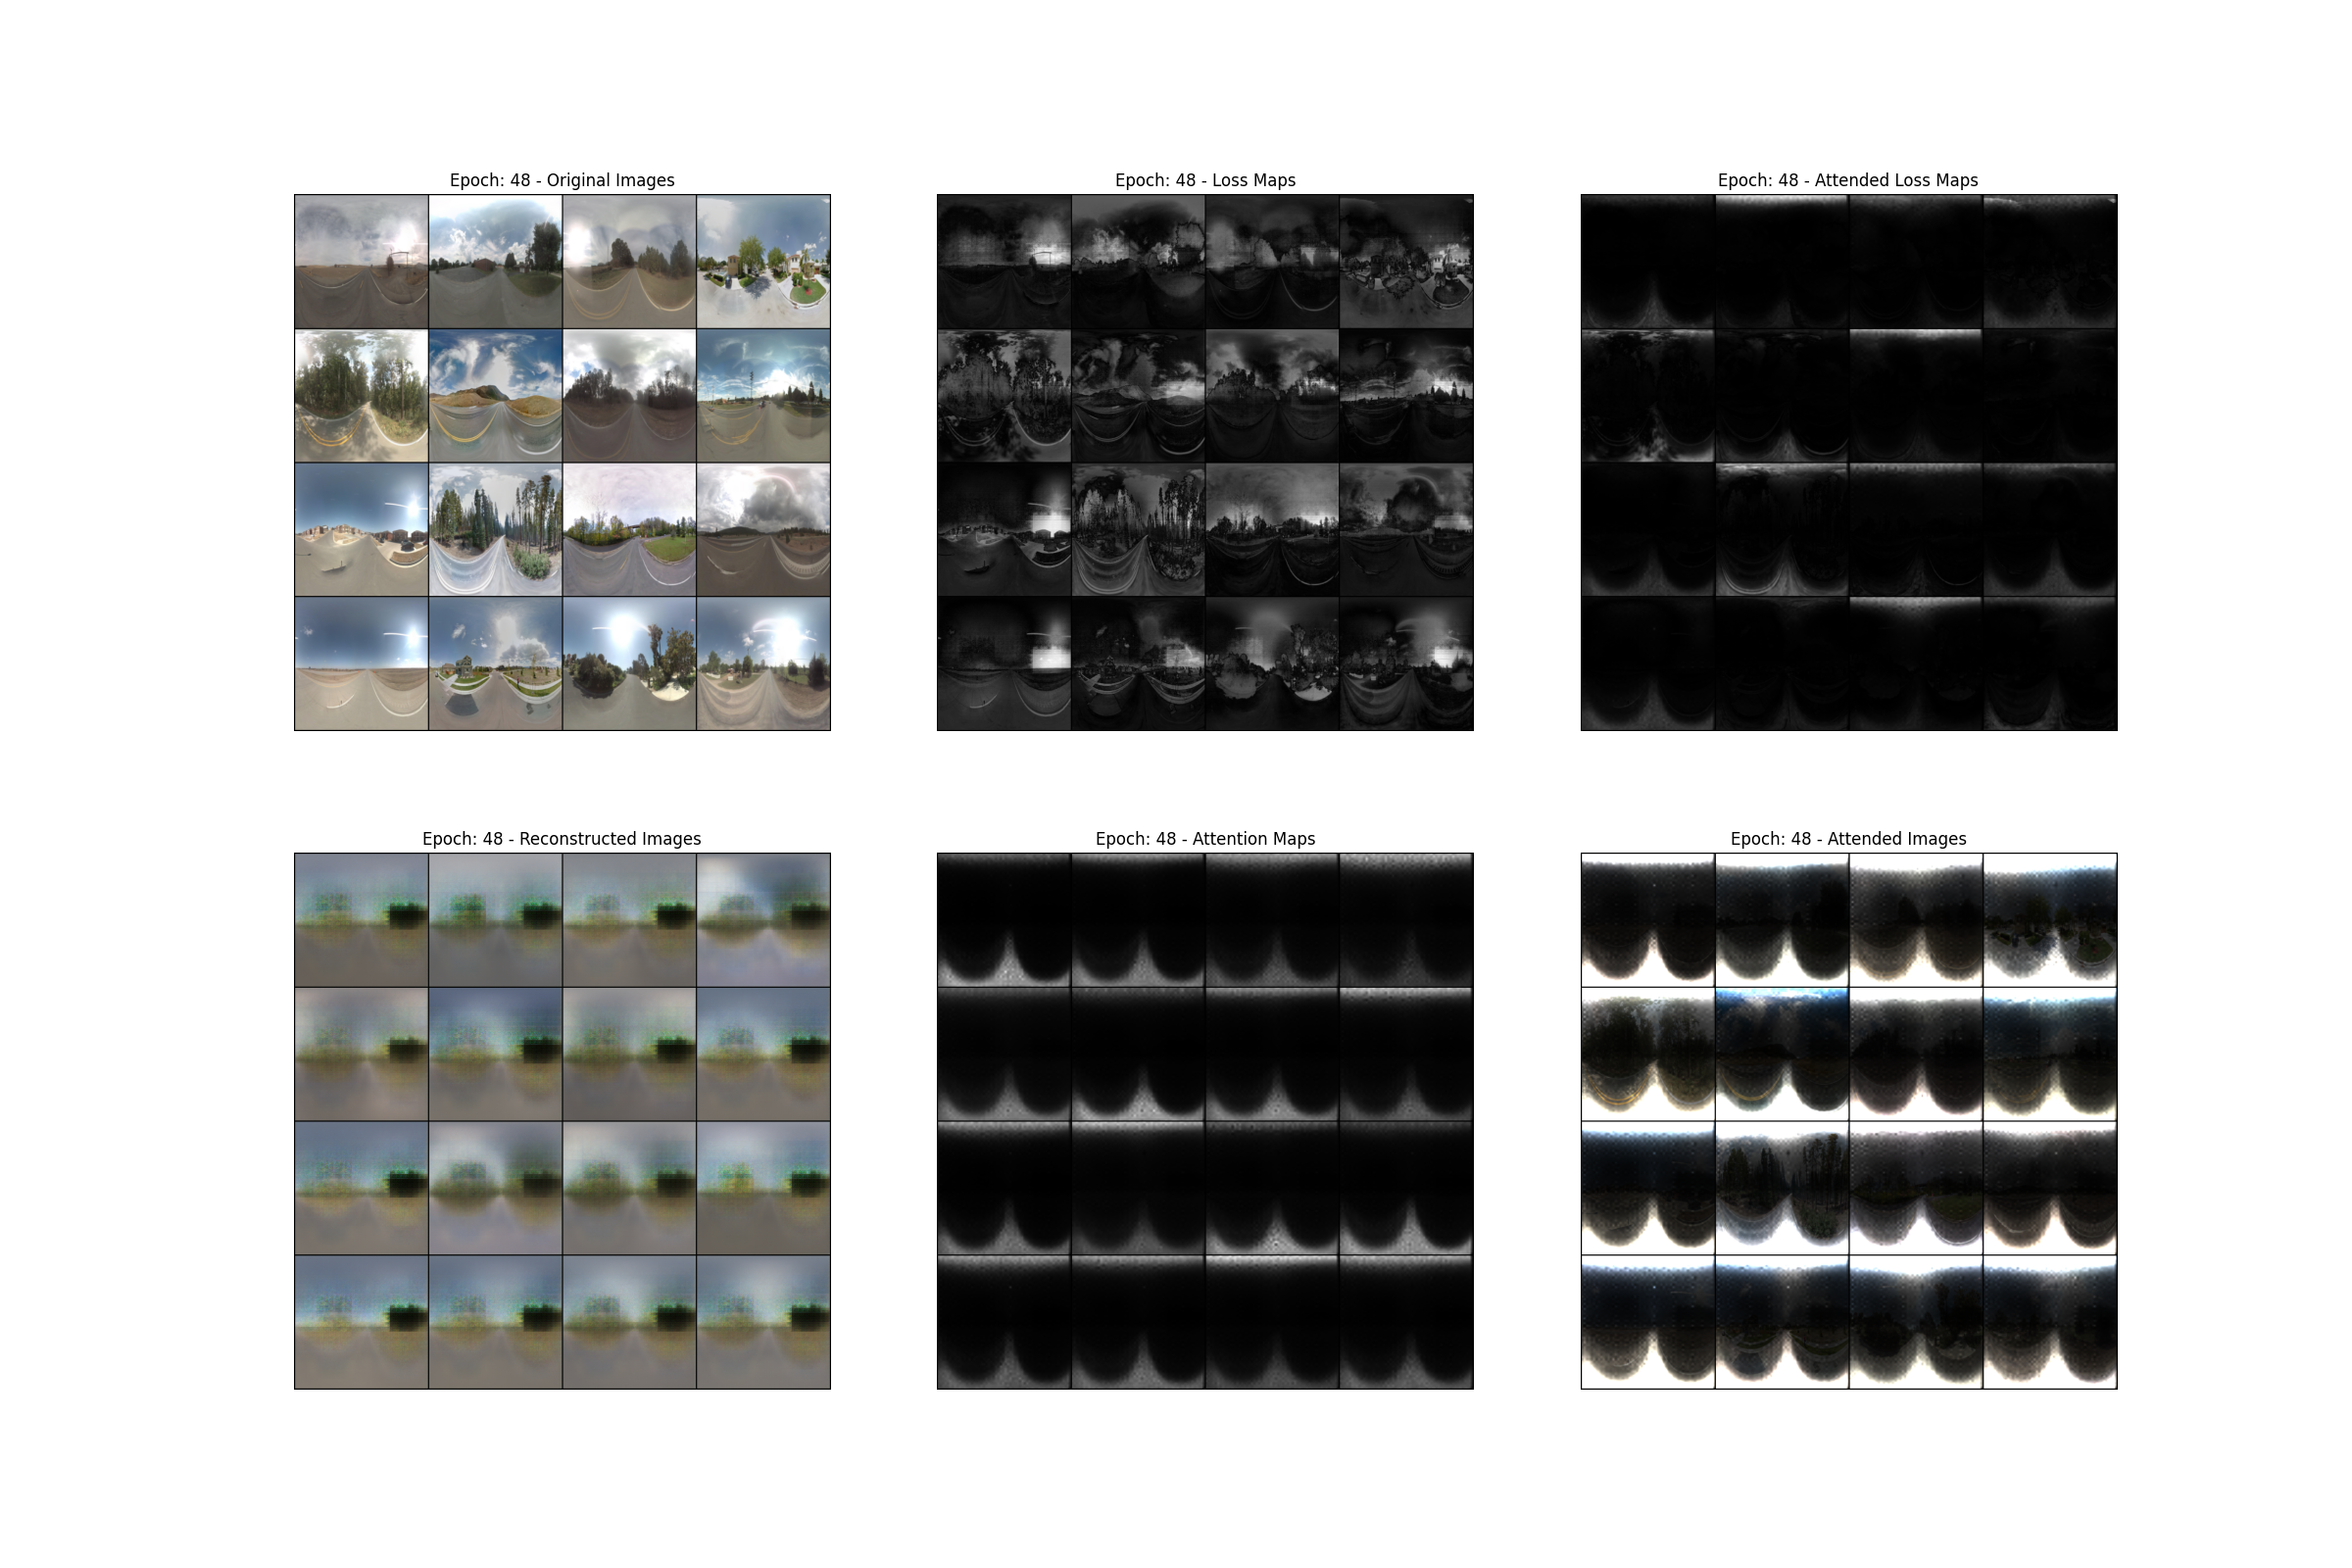 Epoch: 48 - Original Images
Epoch: 48 - Loss Maps
Epoch: 48 - Attended Loss Maps
Epoch: 48 - Reconstructed Images
Epoch: 48 - Attention Maps
Epoch: 48 - Attended Images